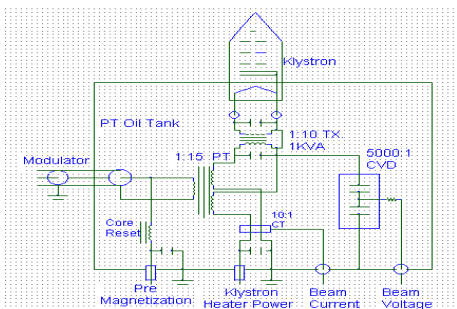 Klystron
PT Oil Tank
1:10 TX.
1KVA
Modulator
1:15 PT
5000:1
CVD
Core
Reset
10:1
CT
Pre
Magnetization
Klystron
Heater Power
Beam
Current
Beam
Voltage